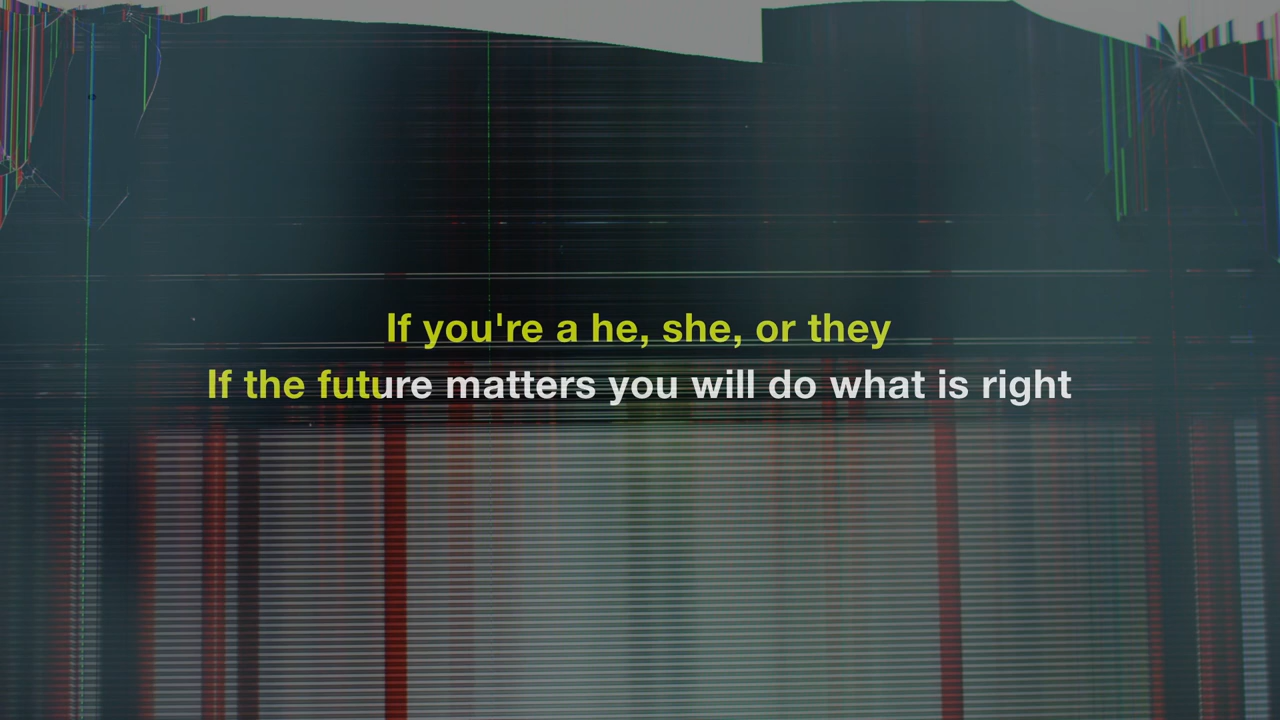 If you're a he, she, or they
If the future matters you will do what is right